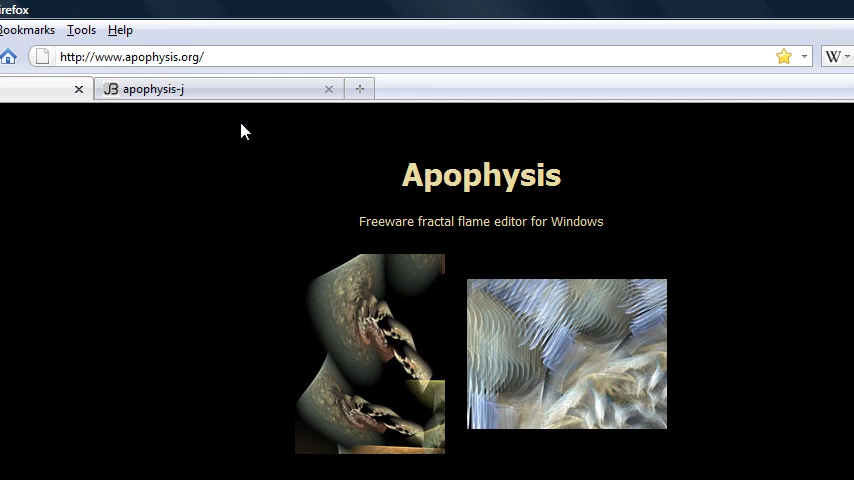 irefox
Bookmarks Tools Help
http://www.apophysis.org/
W
apophysis-j
Apophysis
Freeware fractal flame editor for Windows